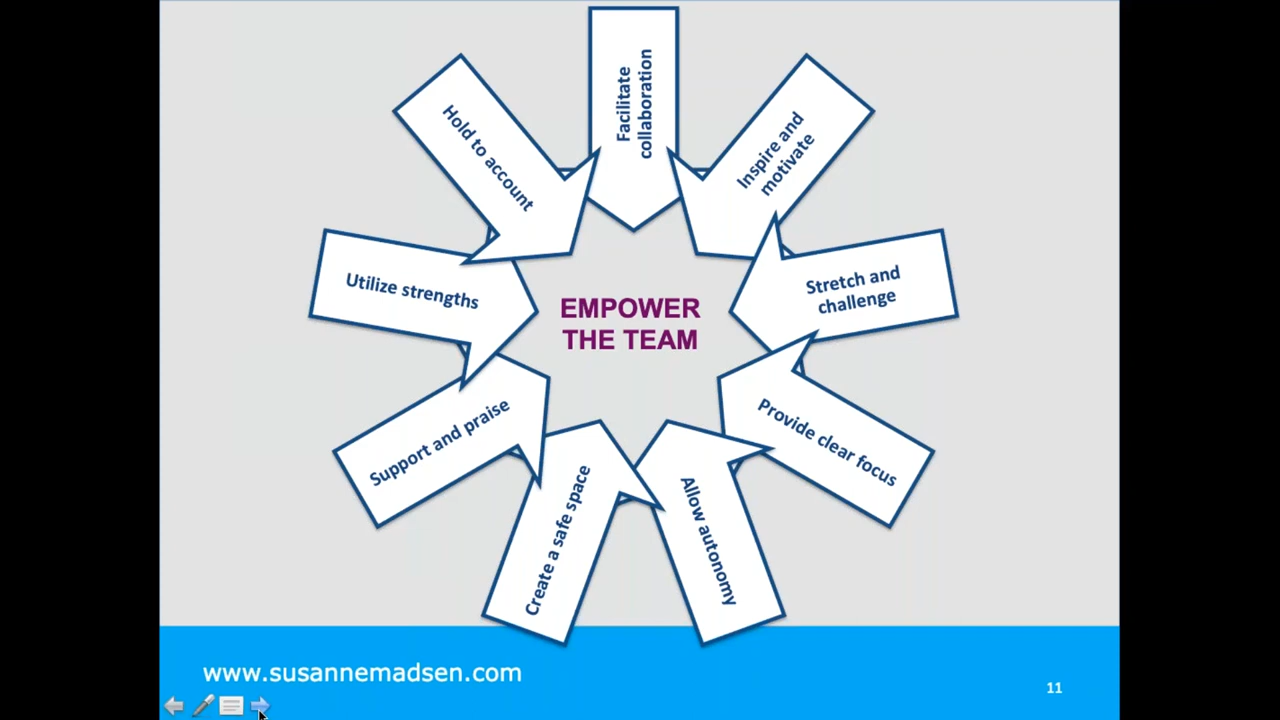 Facilitate
collaboration
Inspire and
motivate
Stretch and
challenge
Provide clear focus
Allow autonomy
Create a safe space
Support and praise
Utilize strengths
Hold to account
EMPOWER
THE TEAM
www.susannemadsen.com
11